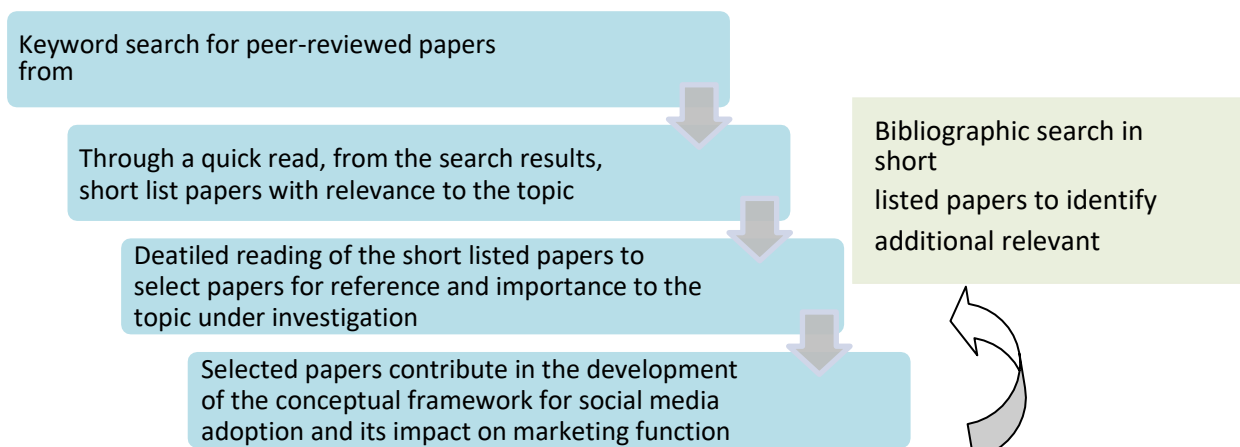 Keyword search for peer-reviewed papers
from
Through a quick read, from the search results,
short list papers with relevance to the topic
Deatiled reading of the short listed papers to
select papers for reference and importance to the
topic under investigation
Selected papers contribute in the development
of the conceptual framework for social media
adoption and its impact on marketing function
Bibliographic search in
short
listed papers to identify
additional relevant